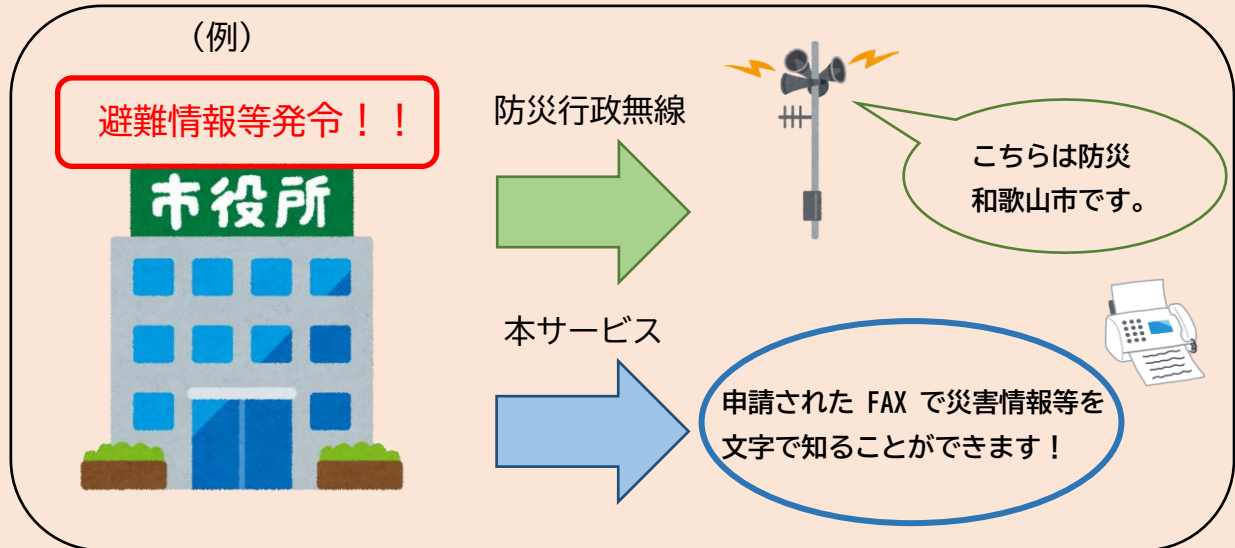 （例）
避難情報等発令！！
市役所
防災行政無線
こちらは防災
和歌山市です。
本サービス
申請された FAX で災害情報等を
文字で知ることができます！